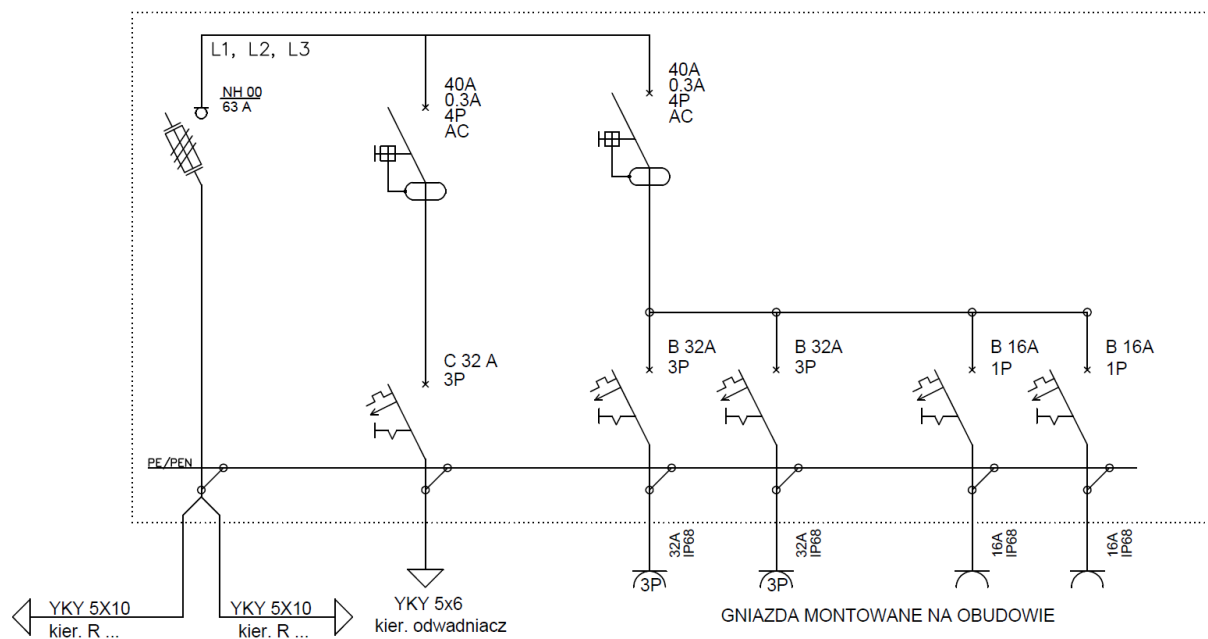 L1, L2, L3
NH 00
63 A
40A
0.3A
4P
AC
40A
0.3A
4P
AC
C 32 A
3P
B 32A
3P
B 32A
3P
B 16A
1P
B 16A
1P
PE/PEN
32A
IP68
32A
IP68
16A
IP68
16A
IP68
3P
3P
YKY 5X10
kier. R ...
YKY 5X10
kier. R ...
YKY 5x6
kier. odwadniacz
GNIAZDA MONTOWANE NA OBUDOWIE